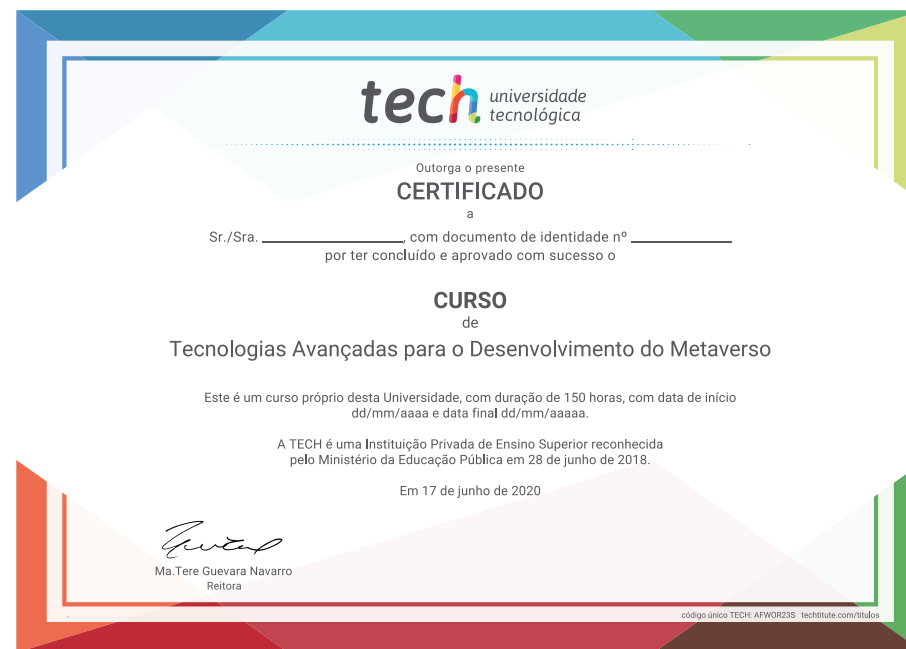 tech universidade
tecnológica
Outorga o presente
CERTIFICADO
a
Sr./Sra. ____________, com documento de identidade nº ____________
por ter concluído e aprovado com sucesso o
CURSO
de
Tecnologias Avançadas para o Desenvolvimento do Metaverso
Este é um curso próprio desta Universidade, com duração de 150 horas, com data de início
dd/mm/aaaa e data final dd/mm/aaaaa.
A TECH é uma Instituição Privada de Ensino Superior reconhecida
pelo Ministério da Educação Pública em 28 de junho de 2018.
Em 17 de junho de 2020
Ma.Tere Guevara Navarro
Reitora
código único TECH: AFWOR23S techtitute.com/titulos